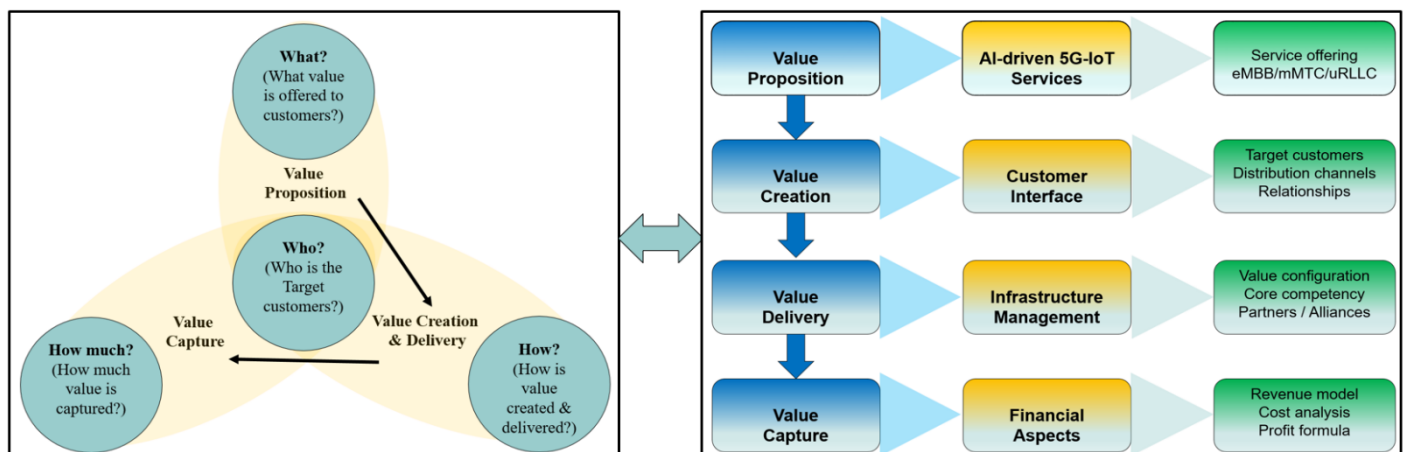 What?
(What value
is offered to
customers?)
Value
Proposition
Who?
(Who is the
Target
customers?)
Value
Capture
Value Creation
& Delivery
How much?
(How much
value is
captured?)
How?
(How is
value
created &
delivered?)
Value
Proposition
AI-driven 5G-IoT
Services
Service offering
eMBB/mMTC/uRLLC
Value
Creation
Customer
Interface
Target customers
Distribution channels
Relationships
Value
Delivery
Infrastructure
Management
Value configuration
Core competency
Partners / Alliances
Value
Capture
Financial
Aspects
Revenue model
Cost analysis
Profit formula